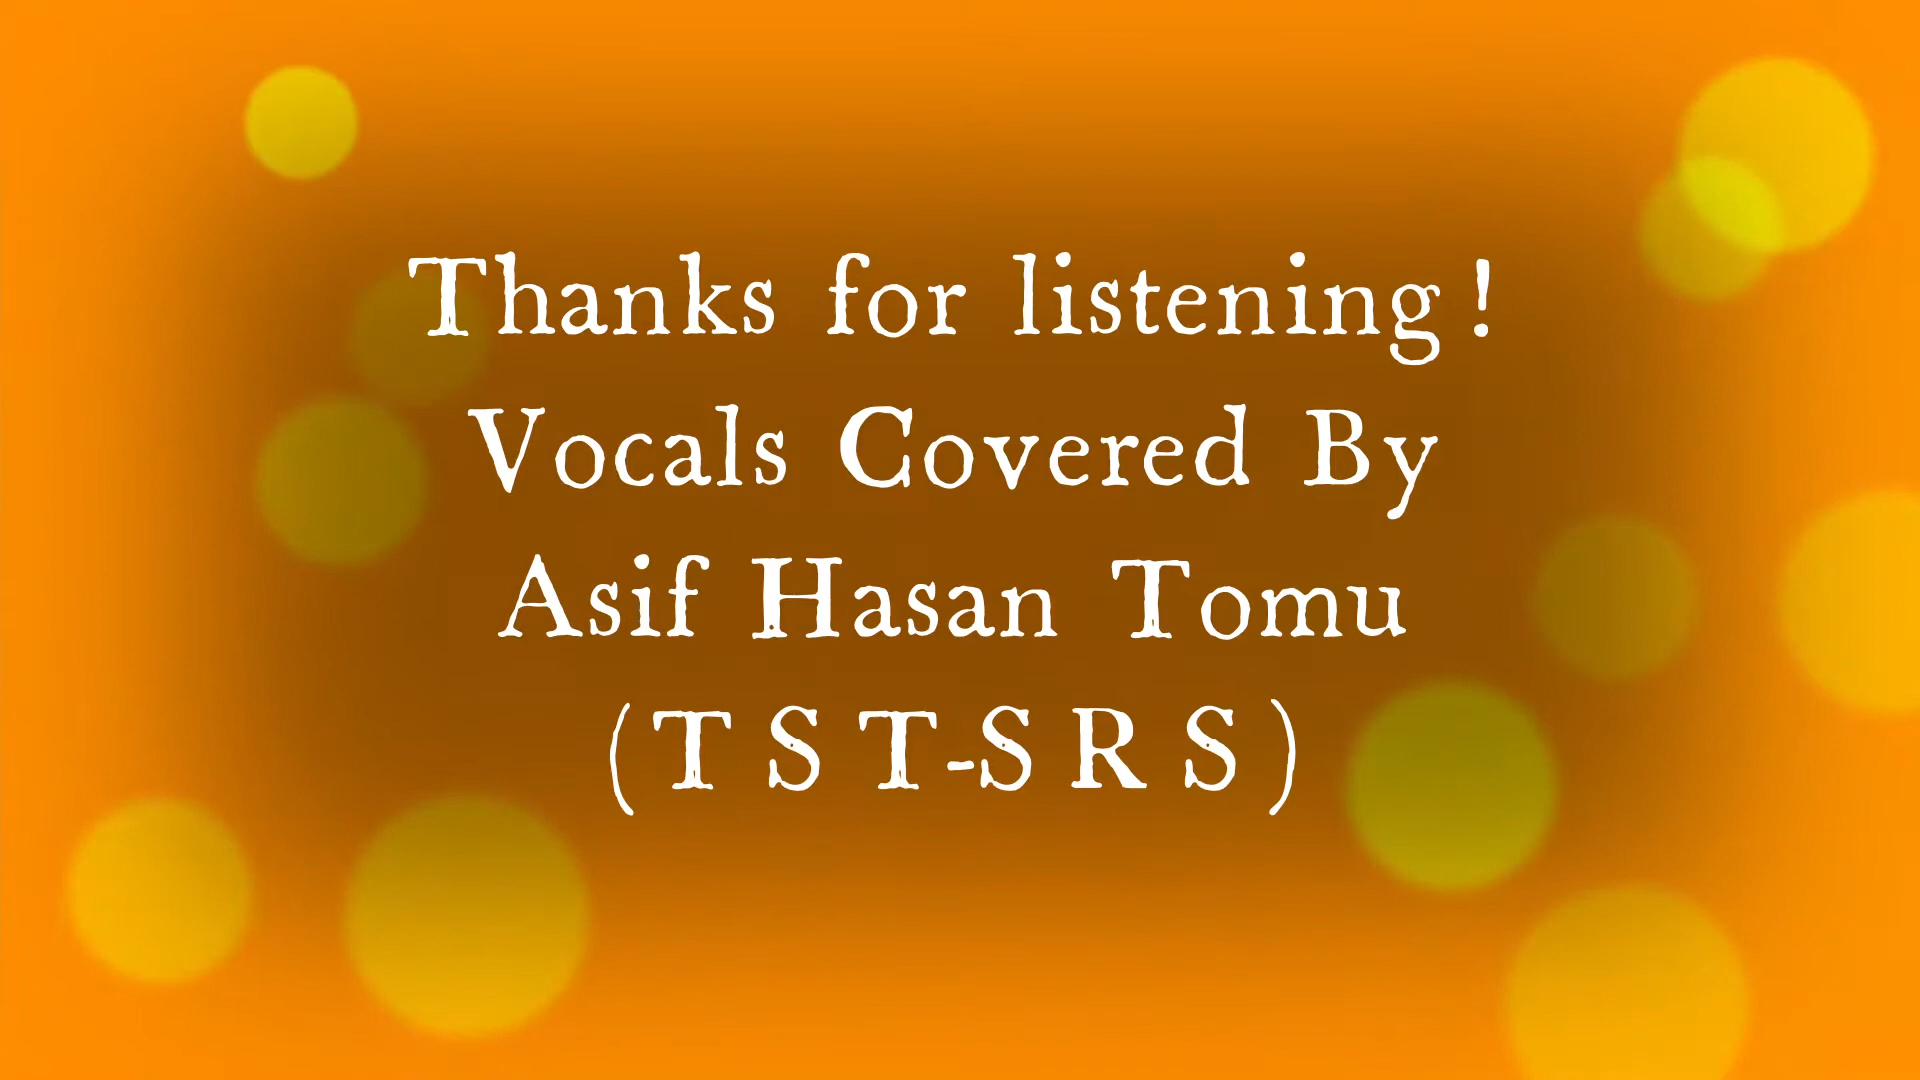 Thanks for listening!
Vocals Covered By
Asif Hasan Tomu
(T S T-S R S)